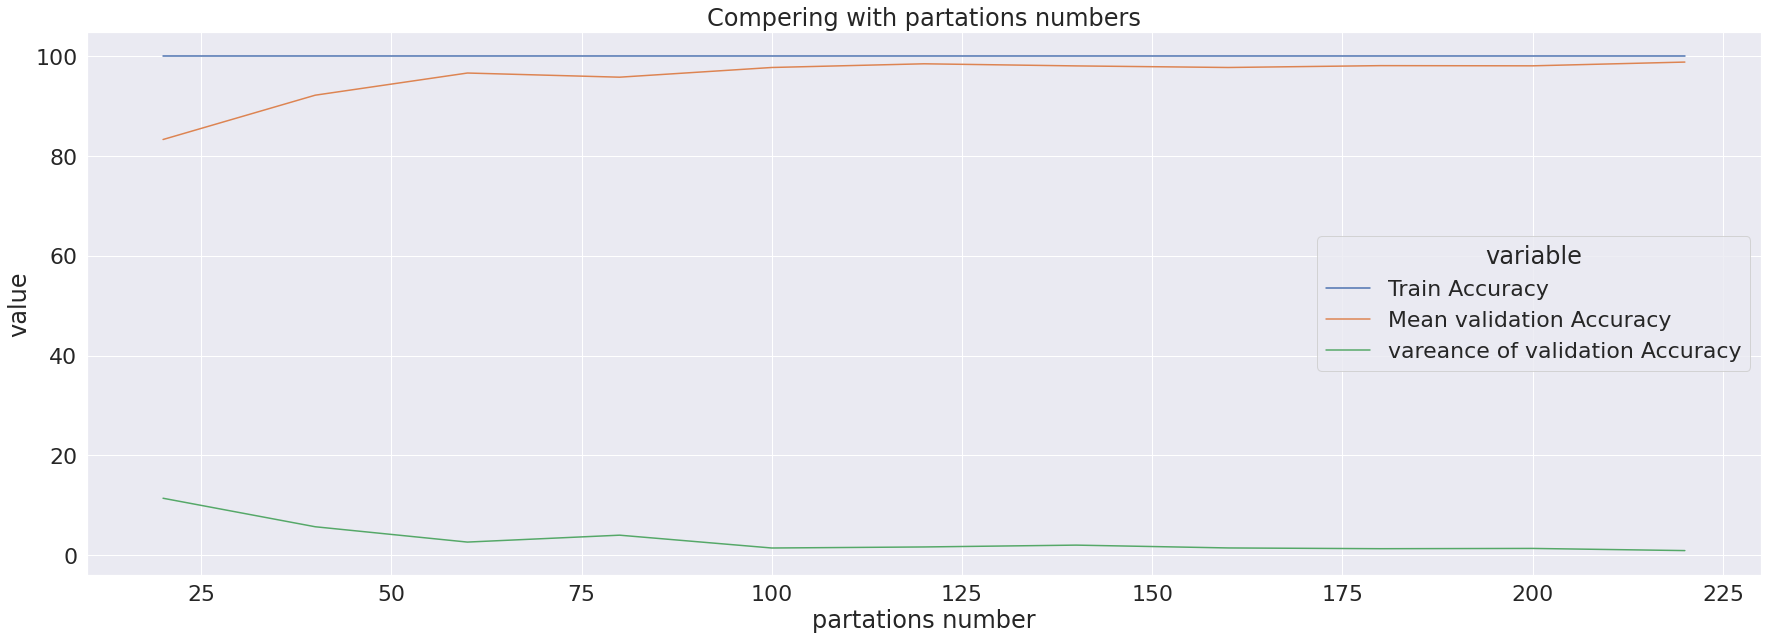 Compering with partations numbers
100
80
60
40
20
0
value
variable
Train Accuracy
Mean validation Accuracy
vareance of validation Accuracy
25 50 75 100 125 150 175 200 225
partations number